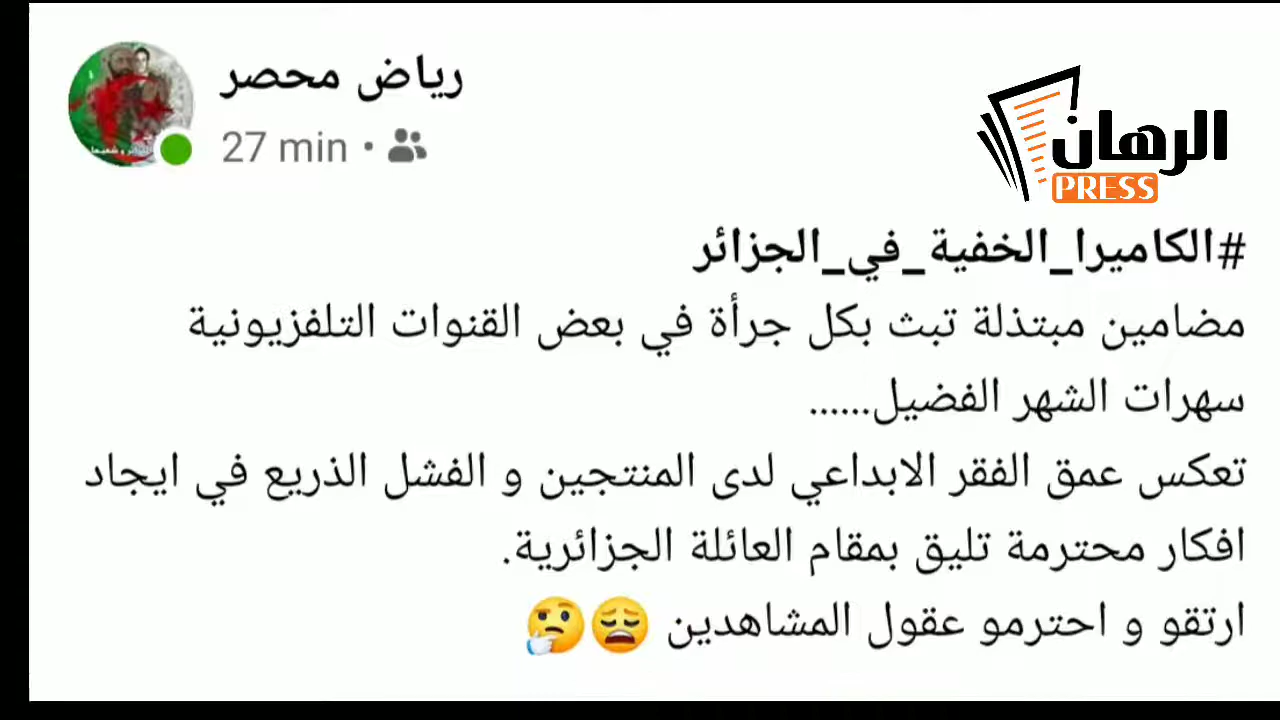 رياض محصر
27 min
الرهان
PRESS
#الكاميرا_الخفية_في_الجزائر
مضامين مبتذلة تبث بكل جرأة في بعض القنوات التلفزيونية
سهرات الشهر الفضيل......
تعكس عمق الفقر الابداعي لدى المنتجين و الفشل الذريع في ايجاد
افكار محترمة تليق بمقام العائلة الجزائرية.
ارتقو و احترمو عقول المشاهدين 😩🤔